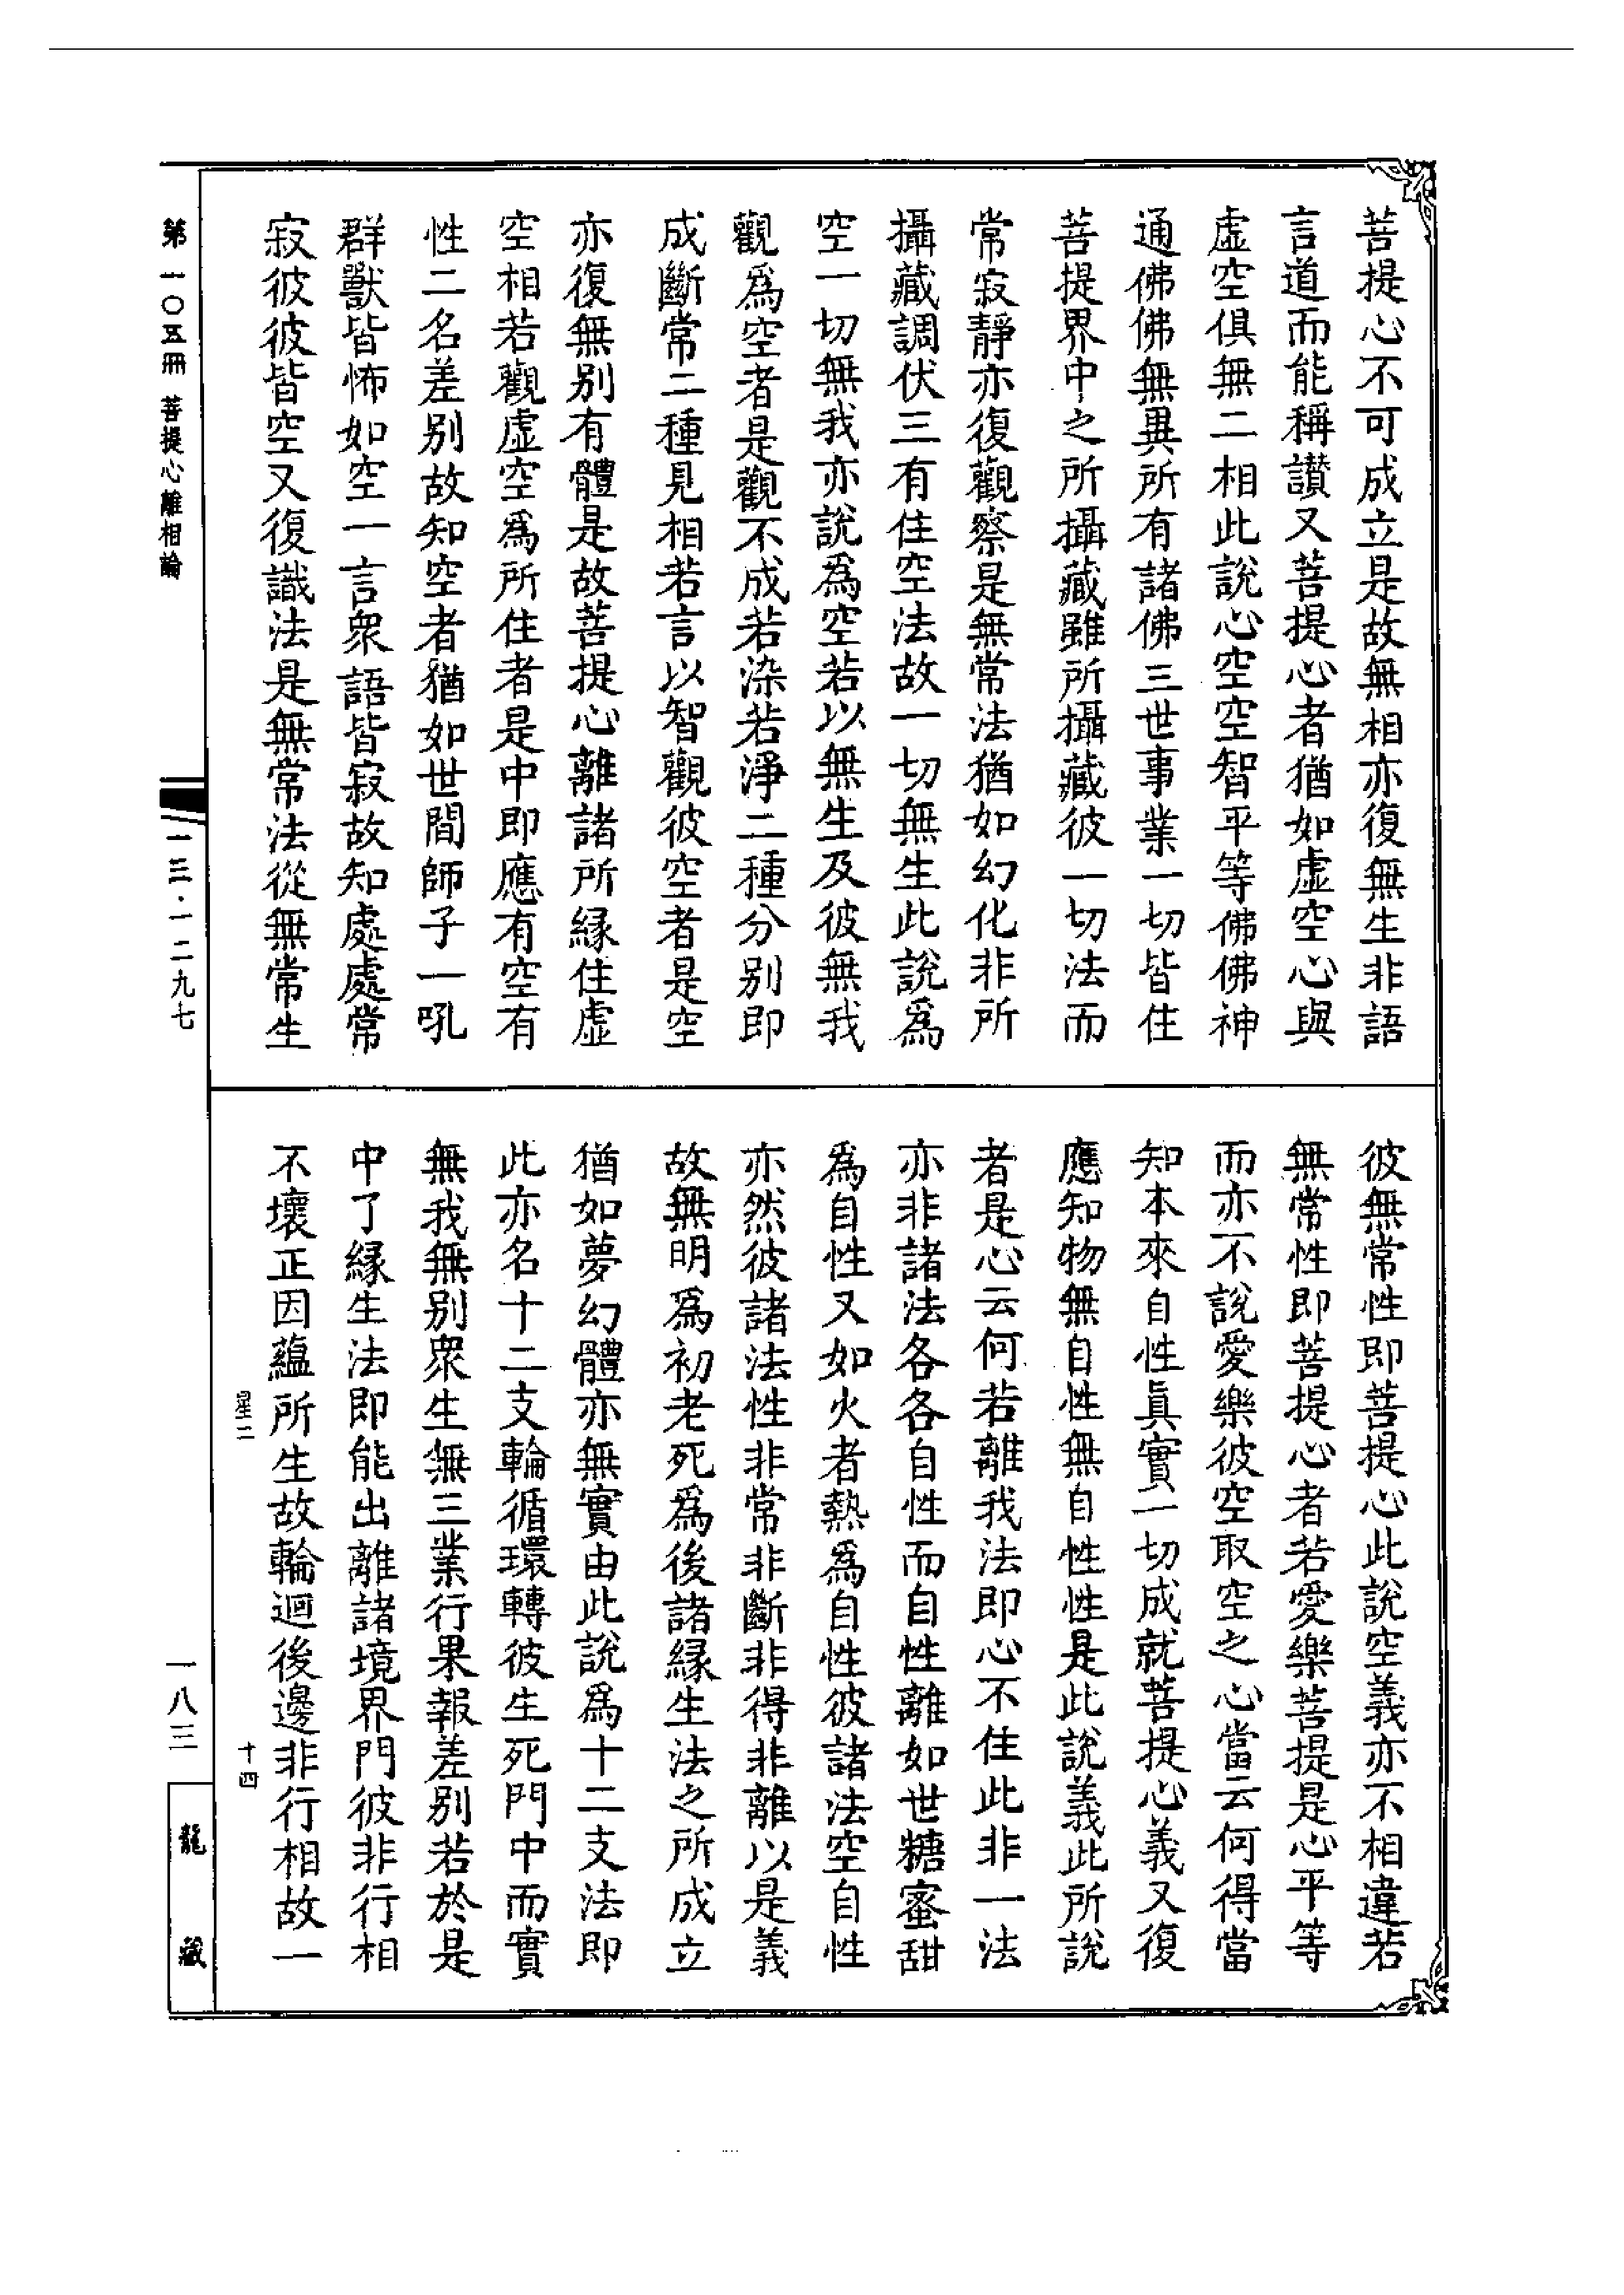 菩提心不可成立是故無相亦復無生非語
言道而能稱讃又菩提心者猶如虛空心與
虛空俱無二相此說心空空智平等佛佛神
通佛佛無異所有諸佛三世事業一切皆住
菩提界中之所攝藏雖所攝藏彼一切法而
常寂靜亦復觀察是無常法猶如幻化非所
攝藏調伏三有住空法故一切無生此說爲
空一切無我亦說爲空若以無生及彼無我
觀爲空者是觀不成若染若淨二種分別即
成斷常二種見相若言以智觀彼空者是空
亦復無別有體是故菩提心離諸所緣住虛
空相若觀虛空爲所住者是中即應有空有
性二名差別故知空者猶如世間師子一吼
群獸皆怖如空一言衆語皆寂故知處處常
寂彼彼皆空又復識法是無常法從無常生
彼無常性即菩提心此說空義亦不相違若
無常性即菩提心者若愛樂菩提是心平等
而亦不說愛樂彼空取空之心當云何得當
知本來自性眞實一切成就菩提心義又復
應知物無自性無自性性是此說義此所說
者是心云何若離我法即心不住此非一法
亦非諸法各各自性而自性離如世糖蜜甜
為自性又如火者熱爲自性彼諸法空自性
亦然彼諸法性非常非斷非得非離以是義
故無明爲初老死爲後諸緣生法之所成立
猶如夢幻體亦無實由此說爲十二支法即
此亦名十二支輪循環轉彼生死門中而實
無我無別衆生無三業行果報差別若於是
中了緣生法即能出離諸境界門彼非行相
不壞正因蘊所生故輪迴後邊非行相故一
星二
十四
第一〇五冊 菩提心離相論
一三·一二九七
一八三
龍藏